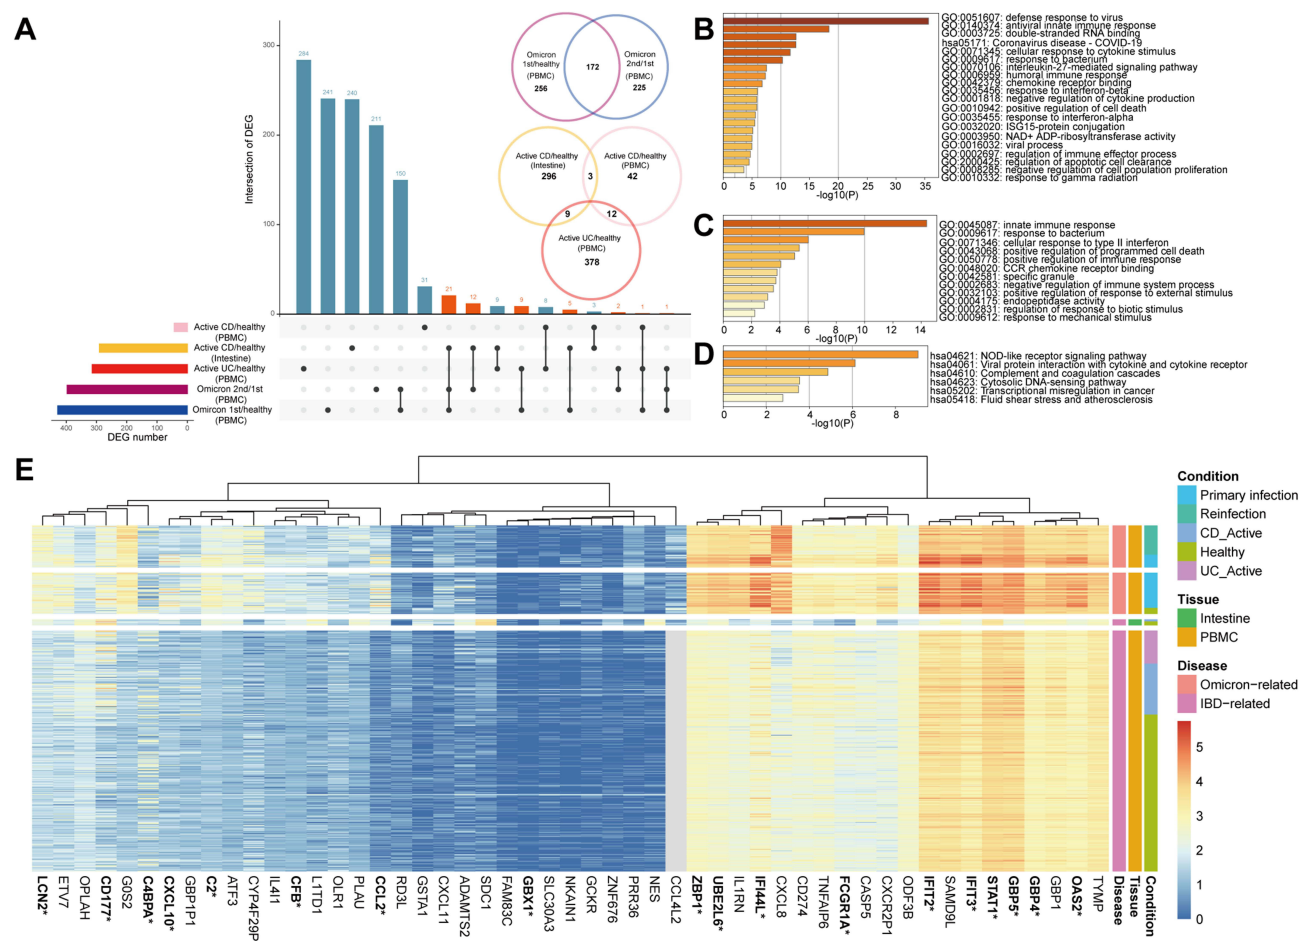 A
300
200
100
0
Intersection of DEG
284
241
240
211
150
31
21
12
9
9
8
5
3
2
1
1
Omicron
1st/healthy
(PBMC)
256
172
Omicron
2nd/1st
(PBMC)
225
Active CD/healthy
(Intestine)
296
3
Active CD/healthy
(PBMC)
42
9
12
Active UC/healthy
(PBMC)
378
Active CD/healthy
(PBMC)
Active CD/healthy
(Intestine)
Active UC/healthy
(PBMC)
Omicron 2nd/1st
(PBMC)
Omicron 1st/healthy
(PBMC)
400 300 200 100 0
DEG number
B
GO:0051607: defense response to virus
GO:0140374: antiviral innate immune response
GO:0003725: double-stranded RNA binding
hsa05171: Coronavirus disease - COVID-19
GO:0071345: cellular response to cytokine stimulus
GO:0009617: response to bacterium
GO:0070106: interleukin-27-mediated signaling pathway
GO:0006959: humoral immune response
GO:0042379: chemokine receptor binding
GO:0035456: response to interferon-beta
GO:0001818: negative regulation of cytokine production
GO:0010942: positive regulation of cell death
GO:0035455: response to interferon-alpha
GO:0032020: ISG15-protein conjugation
GO:0003950: NAD+ ADP-ribosyltransferase activity
GO:0016032: viral process
GO:0002697: regulation of immune effector process
GO:2000425: regulation of apoptotic cell clearance
GO:0008285: negative regulation of cell population proliferation
GO:0010332: response to gamma radiation
0 5 10 15 20 25 30 35
-log10(P)
C
GO:0045087: innate immune response
GO:0009617: response to bacterium
GO:0071346: cellular response to type II interferon
GO:0043068: positive regulation of programmed cell death
GO:0050778: positive regulation of immune response
GO:0048020: CCR chemokine receptor binding
GO:0042581: specific granule
GO:0002683: negative regulation of immune system process
GO:0032103: positive regulation of response to external stimulus
GO:0004175: endopeptidase activity
GO:0002831: regulation of response to biotic stimulus
GO:0009612: response to mechanical stimulus
0 2 4 6 8 10 12 14
-log10(P)
D
hsa04621: NOD-like receptor signaling pathway
hsa04061: Viral protein interaction with cytokine and cytokine receptor
hsa04610: Complement and coagulation cascades
hsa04623: Cytosolic DNA-sensing pathway
hsa05202: Transcriptional misregulation in cancer
hsa05418: Fluid shear stress and atherosclerosis
0 2 4 6 8
-log10(P)
E
LCN2*
ETV7
OPLAH
CD177*
G0S2
C4BPA*
CXCL10*
GBP1P1
C2*
ATF3
CYP4F29P
IL4I1
CFB*
L1TD1
OLR1
PLAU
CCL2*
RD3L
GSTA1
CXCL11
ADAMTS2
SDC1
FAM83C
GBX1*
SLC30A3
NKAIN1
GCKR
ZNF676
PRR36
NES
CCL4L2
ZBP1*
UBE2L6*
IL1RN
IFI44L*
CXCL8
CD274
TNFAIP6
FCGR1A*
CASP5
CXCR2P1
ODF3B
IFIT2*
SAMD9L
IFIT3*
STAT1*
GBP5*
GBP4*
GBP1
OAS2*
TYMP
Disease
Tissue
Condition
Condition
Primary infection
Reinfection
CD_Active
Healthy
UC_Active
Tissue
Intestine
PBMC
Disease
Omicron-related
IBD-related
5
4
3
2
1
0